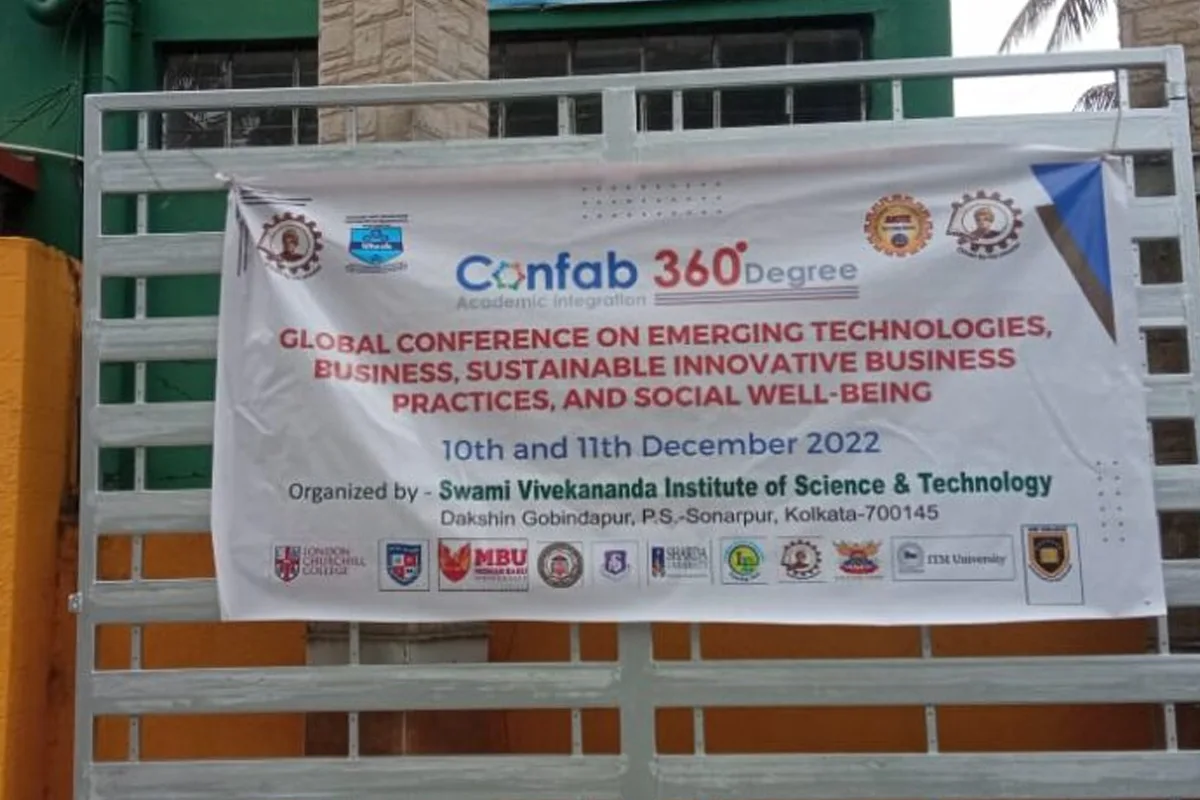 Confab 360° Degree
Academic Integration
GLOBAL CONFERENCE ON EMERGING TECHNOLOGIES,
BUSINESS, SUSTAINABLE INNOVATIVE BUSINESS
PRACTICES, AND SOCIAL WELL-BEING
10th and 11th December 2022
Organized by - Swami Vivekananda Institute of Science & Technology
Dakshin Gobindapur, P.S.-Sonarpur, Kolkata-700145
LONDON CHURCHILL COLLEGE
MBU
SHARDA
ITM University